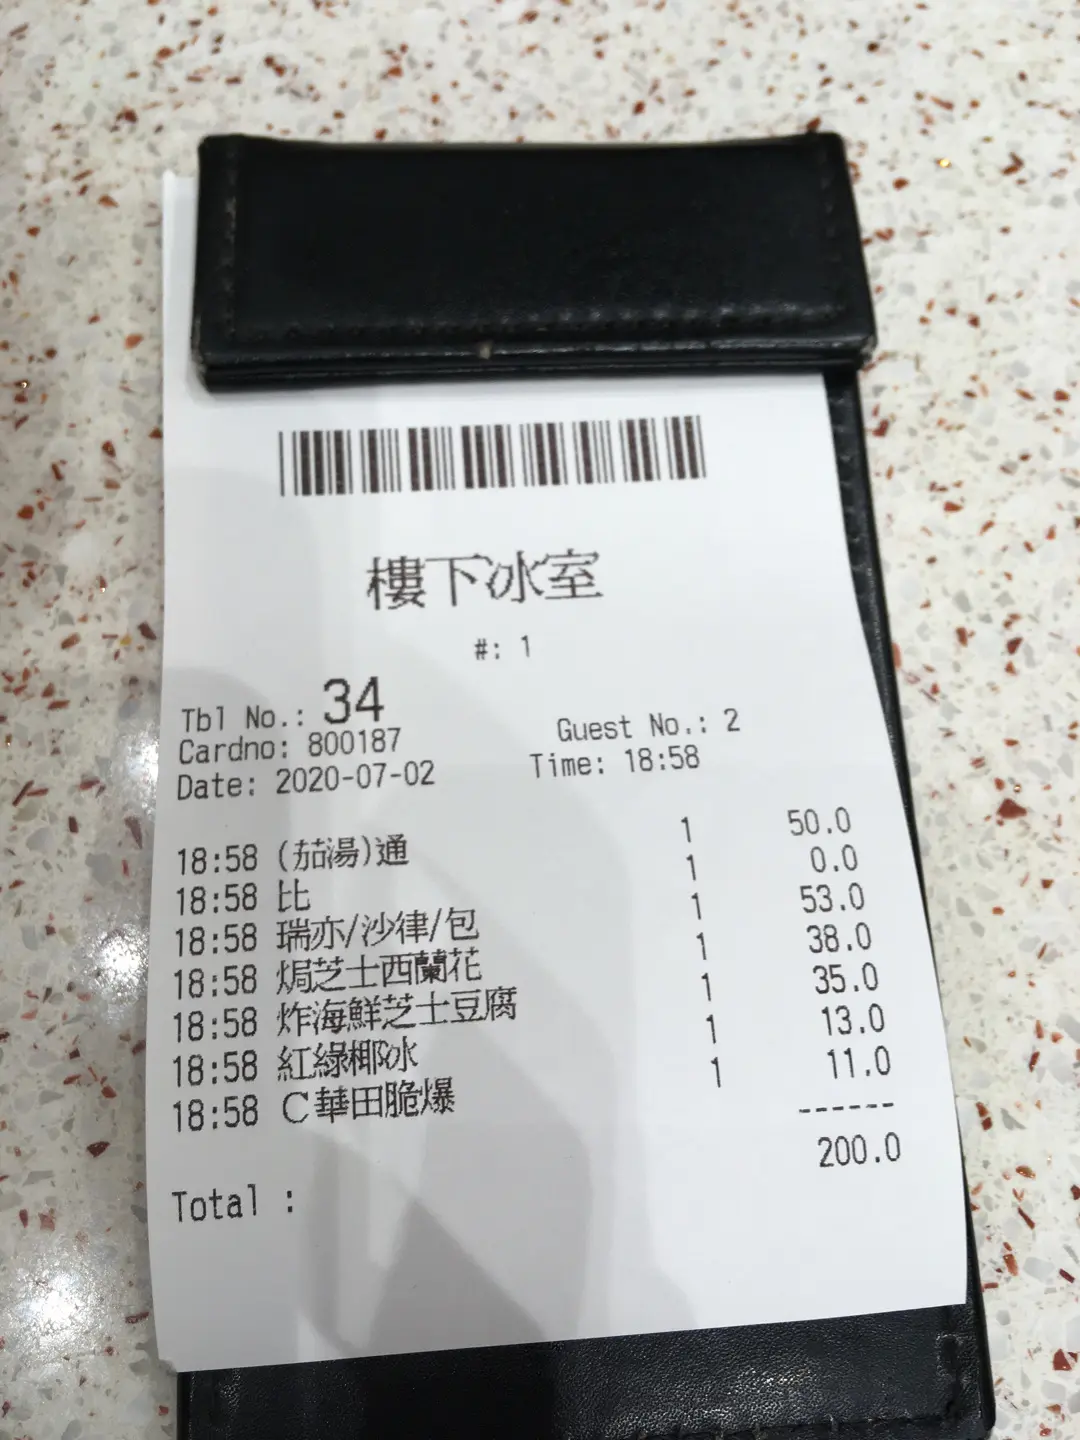 樓下冰室
#: 1
Tbl No.: 34
Cardno: 800187 Guest No.: 2
Date: 2020-07-02 Time: 18:58
18:58 (茄湯)通 1 50.0
18:58 比 1 0.0
18:58 瑞亦/沙律/包 1 53.0
18:58 焗芝士西蘭花 1 38.0
18:58 炸海鮮芝士豆腐 1 35.0
18:58 紅綠椰冰 1 13.0
18:58 C華田脆爆 1 11.0
------
Total : 200.0